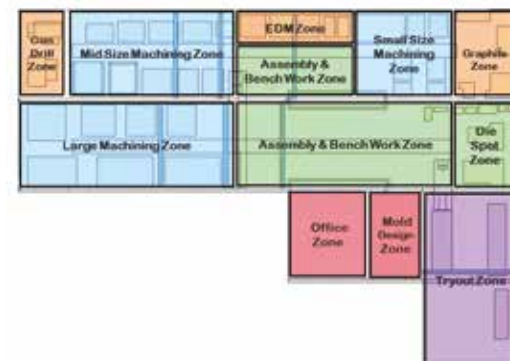 Gun
Drill
Zone
Mid Size Machining Zone
EDM Zone
Assembly &
Bench Work Zone
Small Size
Machining
Zone
Graphite
Zone
Large Machining Zone
Assembly & Bench Work Zone
Die
Spot
Zone
Office
Zone
Mold
Design
Zone
Tryout Zone